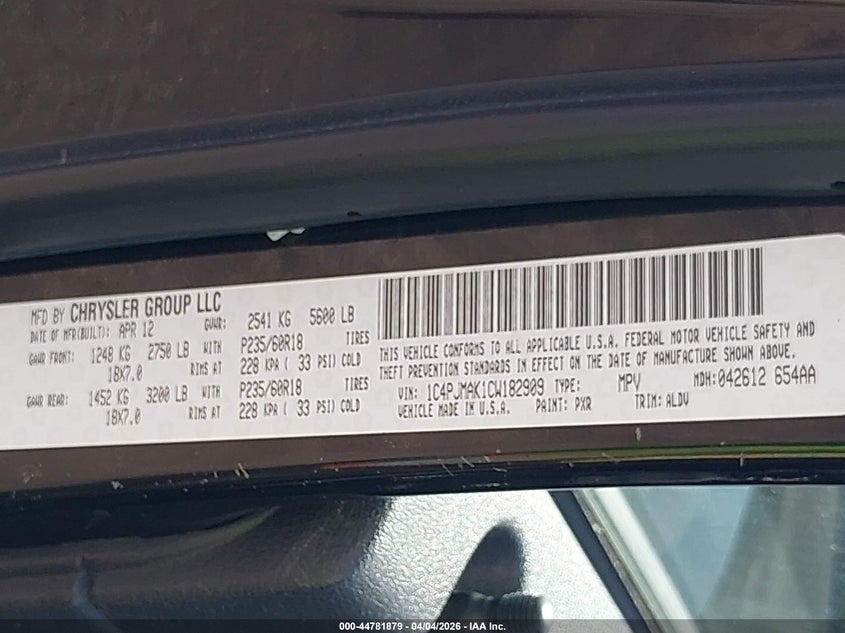 MFD BY CHRYSLER GROUP LLC
DATE OF MFR(BUILT): APR 12 GVWR: 2541 KG 5600 LB
GAWR FRONT: 1248 KG 2750 LB WITH P235/60R18 TIRES
18X7.0 RIMS AT 228 KPA ( 33 PSI) COLD
GAWR REAR: 1452 KG 3200 LB WITH P235/60R18 TIRES
18X7.0 RIMS AT 228 KPA ( 33 PSI) COLD
THIS VEHICLE CONFORMS TO ALL APPLICABLE U.S.A. FEDERAL MOTOR VEHICLE SAFETY AND
THEFT PREVENTION STANDARDS IN EFFECT ON THE DATE OF MANUFACTURE SHOWN ABOVE.
VIN: 1C4PJMAK1CW182909 TYPE: MPV MDH:042612 654AA
VEHICLE MADE IN U.S.A. PAINT: PXR TRIM: ALDV
000-44781879 - 04/04/2026 - IAA Inc.